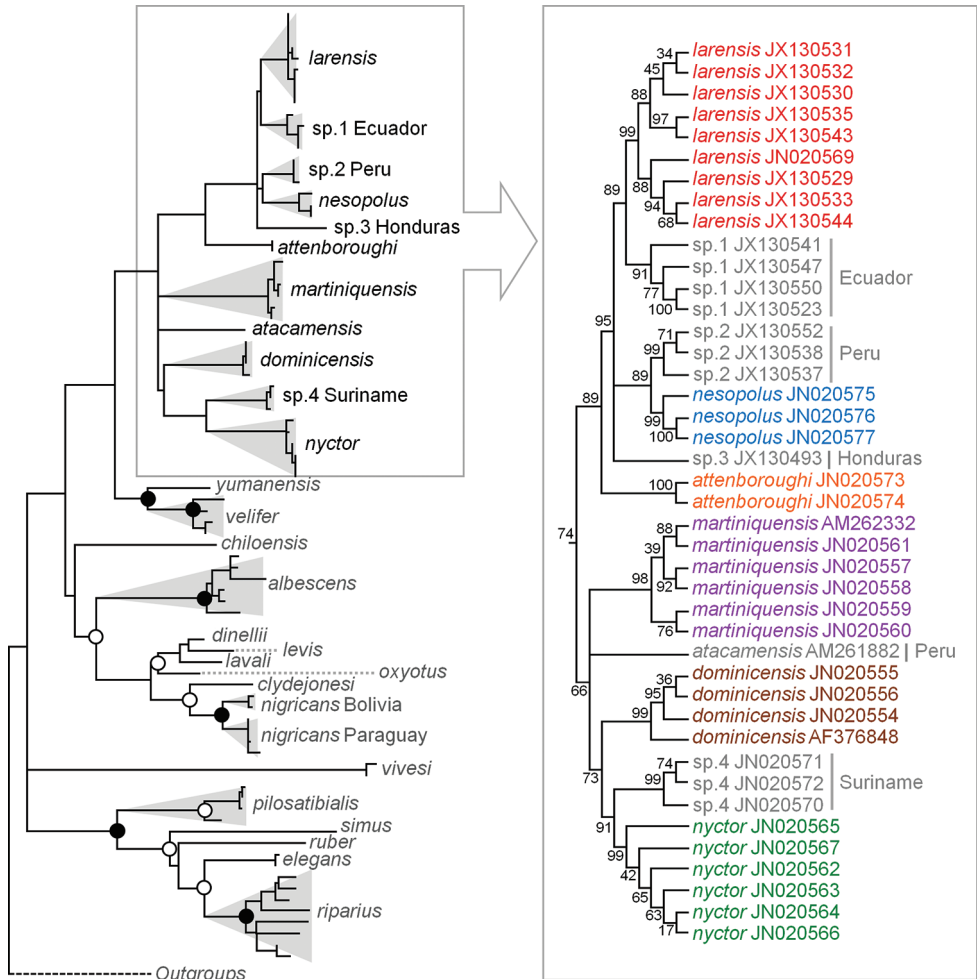 larensis
sp.1 Ecuador
sp.2 Peru
nesopolus
sp.3 Honduras
attenboroughi
martiniquensis
atacamensis
dominicensis
sp.4 Suriname
nyctor
yumanensis
velifer
chiloensis
albescens
dinellii
levis
lavali
oxyotus
clydejonesi
nigricans Bolivia
nigricans Paraguay
vivesi
pilosatibialis
simus
ruber
elegans
riparius
Outgroups
34 larensis JX130531
45 larensis JX130532
88 larensis JX130530
97 larensis JX130535
99 larensis JX130543
larensis JN020569
88 larensis JX130529
89 94 larensis JX130533
68 larensis JX130544
sp.1 JX130541
91 sp.1 JX130547
Ecuador
77 sp.1 JX130550
100 sp.1 JX130523
95 71 sp.2 JX130552
99 sp.2 JX130538 Peru
89 sp.2 JX130537
nesopolus JN020575
89 99 nesopolus JN020576
100 nesopolus JN020577
sp.3 JX130493 Honduras
100 attenboroughi JN020573
attenboroughi JN020574
74 88 martiniquensis AM262332
39 martiniquensis JN020561
98 martiniquensis JN020557
92 martiniquensis JN020558
martiniquensis JN020559
76 martiniquensis JN020560
atacamensis AM261882 Peru
66 36 dominicensis JN020555
95 dominicensis JN020556
99 dominicensis JN020554
dominicensis AF376848
73 74 sp.4 JN020571
99 sp.4 JN020572 Suriname
sp.4 JN020570
91 nyctor JN020565
99 nyctor JN020567
42 nyctor JN020562
65 nyctor JN020563
63 nyctor JN020564
17 nyctor JN020566